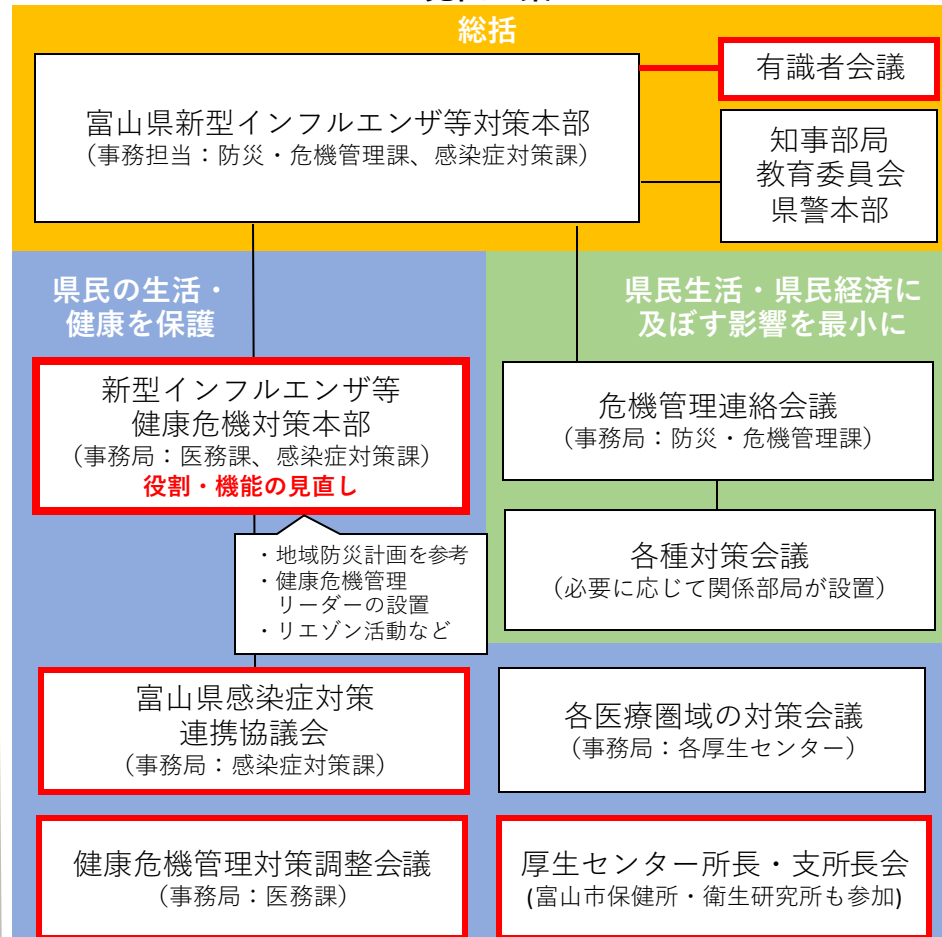 総括
富山県新型インフルエンザ等対策本部
（事務担当：防災・危機管理課、感染症対策課）
有識者会議
知事部局
教育委員会
県警本部
県民の生活・
健康を保護
県民生活・県民経済に
及ぼす影響を最小に
新型インフルエンザ等
健康危機対策本部
（事務局：医務課、感染症対策課）
役割・機能の見直し
・地域防災計画を参考
・健康危機管理
リーダーの設置
・リエゾン活動など
危機管理連絡会議
（事務局：防災・危機管理課）
各種対策会議
（必要に応じて関係部局が設置）
富山県感染症対策
連携協議会
（事務局：感染症対策課）
各医療圏域の対策会議
（事務局：各厚生センター）
健康危機管理対策調整会議
（事務局：医務課）
厚生センター所長・支所長会
(富山市保健所・衛生研究所も参加)